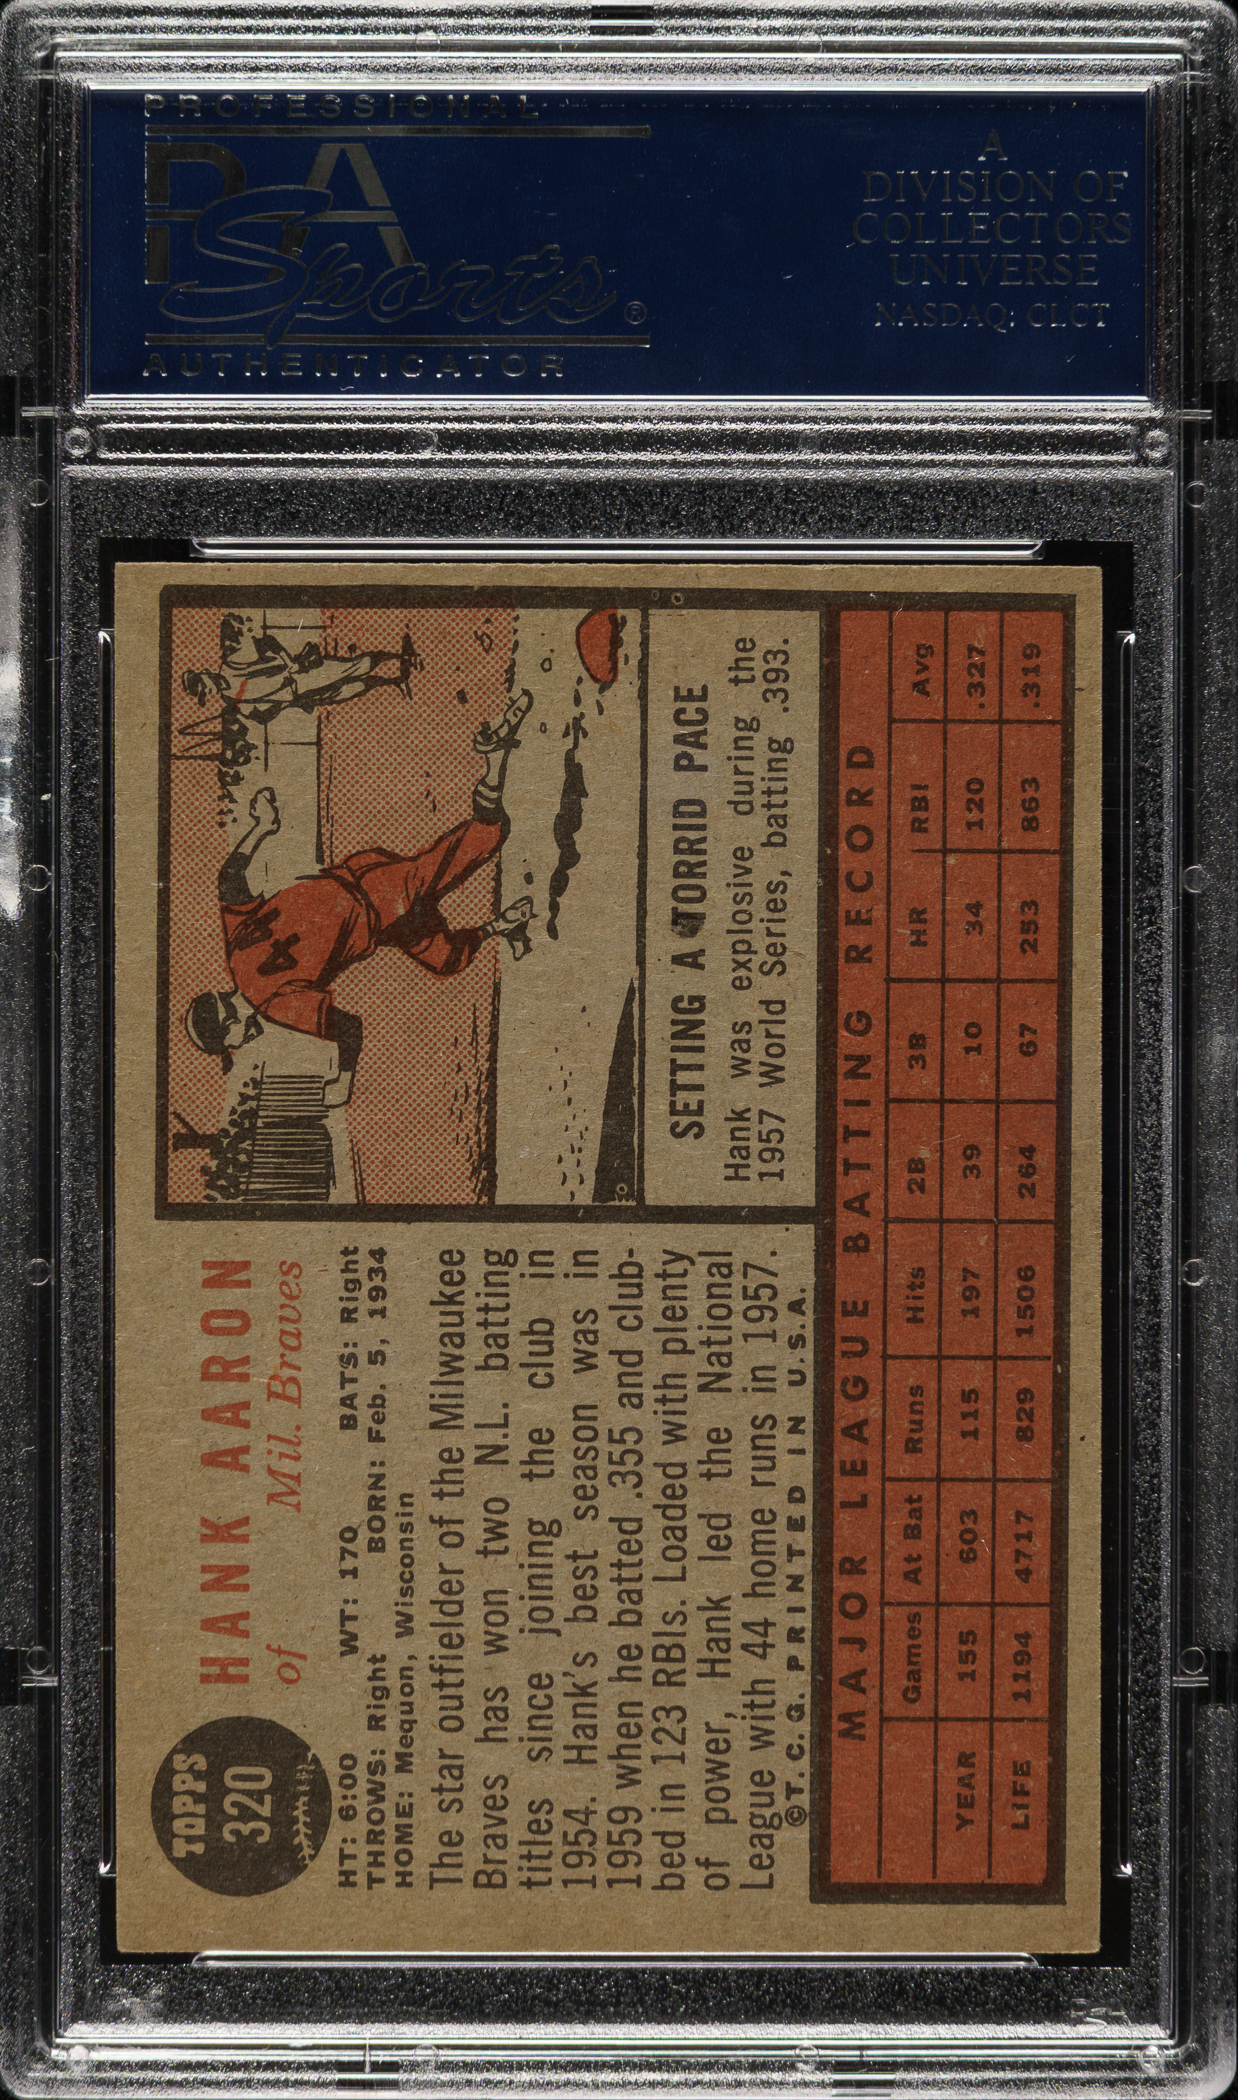 PROFESSIONAL
PSA
Sports®
AUTHENTICATOR
A
DIVISION OF
COLLECTORS
UNIVERSE
NASDAQ: CLCT
TOPPS
320
HANK AARON
of Mil. Braves
HT: 6:00 WT: 170 BATS: Right
THROWS: Right BORN: Feb. 5, 1934
HOME: Mequon, Wisconsin
The star outfielder of the Milwaukee
Braves has won two N.L. batting
titles since joining the club in
1954. Hank's best season was in
1959 when he batted .355 and club-
bed in 123 RBIs. Loaded with plenty
of power, Hank led the National
League with 44 home runs in 1957.
©T.C.G. PRINTED IN U.S.A.
44
SETTING A TORRID PACE
Hank was explosive during the
1957 World Series, batting .393.
MAJOR LEAGUE BATTING RECORD
Games At Bat Runs Hits 2B 3B HR RBI Avg
YEAR 155 603 115 197 39 10 34 120 .327
LIFE 1194 4717 829 1506 264 67 253 863 .319